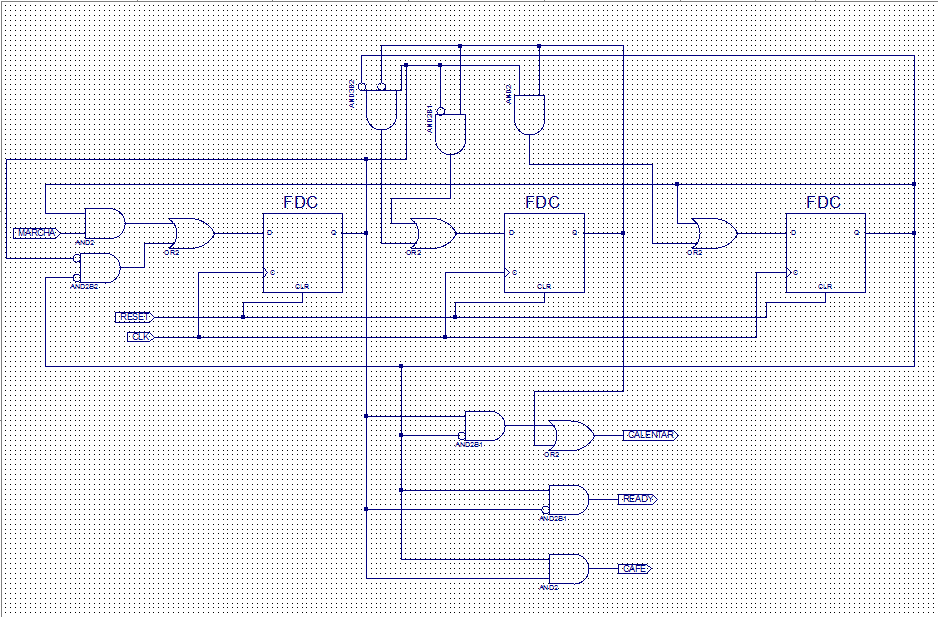 AND3B2
AND2B1
AND2
FDC
FDC
FDC
MARCHA
AND2
OR2
D
Q
C
CLR
OR2
D
Q
C
CLR
OR2
D
Q
C
CLR
AND2B2
RESET
CLK
AND2B1
OR2
CALENTAR
AND2B1
READY
AND2
CAFE